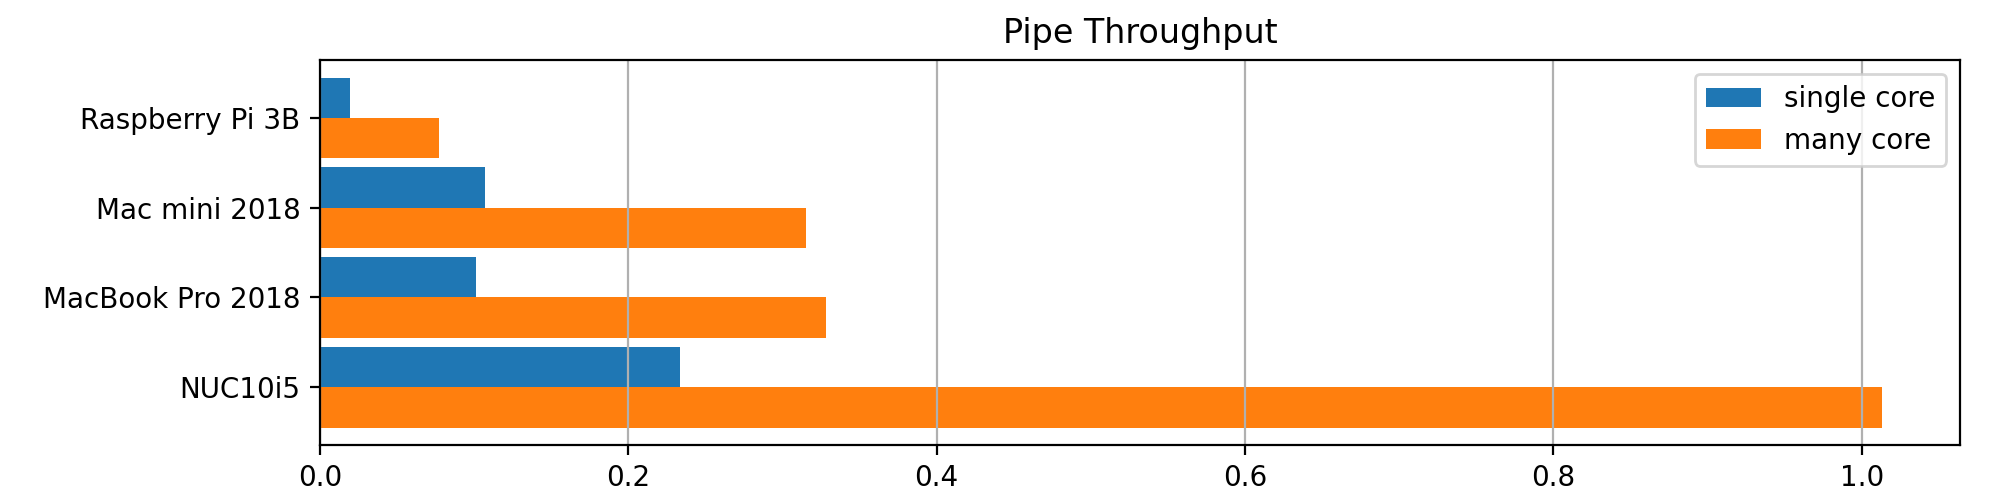 Pipe Throughput
single core
many core
Raspberry Pi 3B
Mac mini 2018
MacBook Pro 2018
NUC10i5
0.0 0.2 0.4 0.6 0.8 1.0